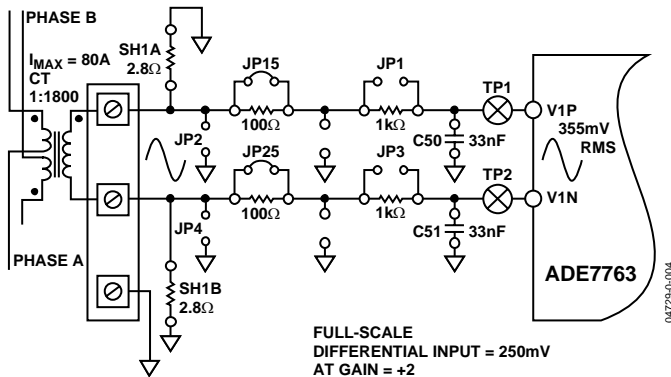 PHASE B
I MAX = 80A
CT
1:1800
SH1A
2.8Ω
JP15
100Ω
JP1
1kΩ
TP1
V1P
C50
33nF
355mV
RMS
JP2
JP25
100Ω
JP3
1kΩ
TP2
V1N
JP4
C51
33nF
PHASE A
SH1B
2.8Ω
ADE7763
FULL-SCALE
DIFFERENTIAL INPUT = 250mV
AT GAIN = +2
04729-0-004